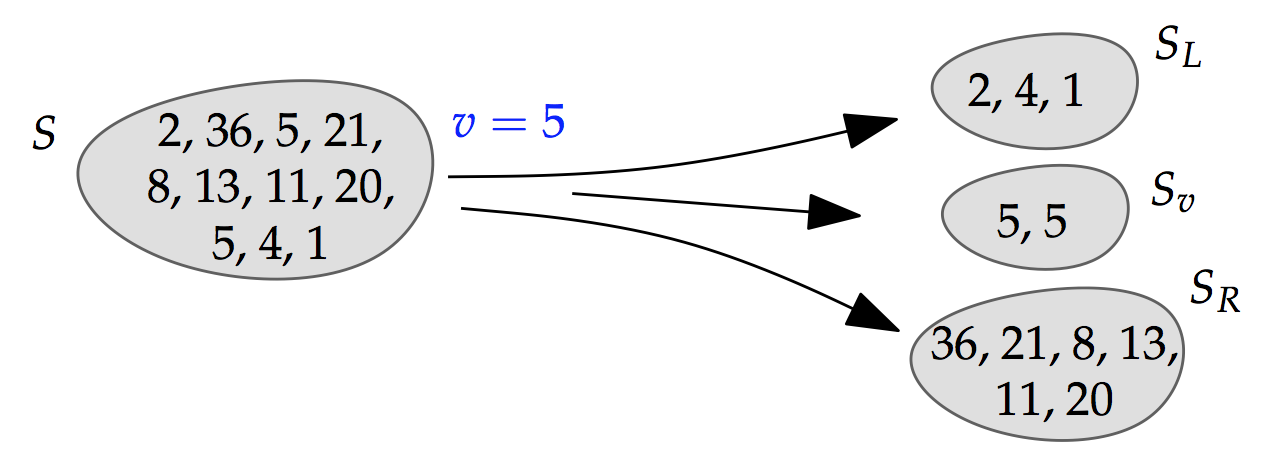 S
2, 36, 5, 21,
8, 13, 11, 20,
5, 4, 1
v = 5
2, 4, 1
S_L
5, 5
S_v
36, 21, 8, 13,
11, 20
S_R